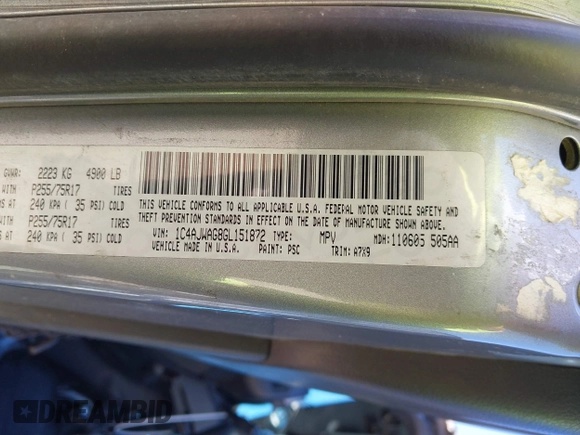 GVWR: 2223 KG 4900 LB
WITH P255/75R17 TIRES
AT 240 KPA( 35 PSI) COLD
WITH P255/75R17 TIRES
AT 240 KPA( 35 PSI) COLD
THIS VEHICLE CONFORMS TO ALL APPLICABLE U.S.A. FEDERAL MOTOR VEHICLE SAFETY AND
THEFT PREVENTION STANDARDS IN EFFECT ON THE DATE OF MANUFACTURE SHOWN ABOVE.
VIN: 1C4AJWAG8GL151872 TYPE: MPV MDH: 110605 505AA
VEHICLE MADE IN U.S.A. PAINT: PSC TRIM: A7X9
DREAMBID